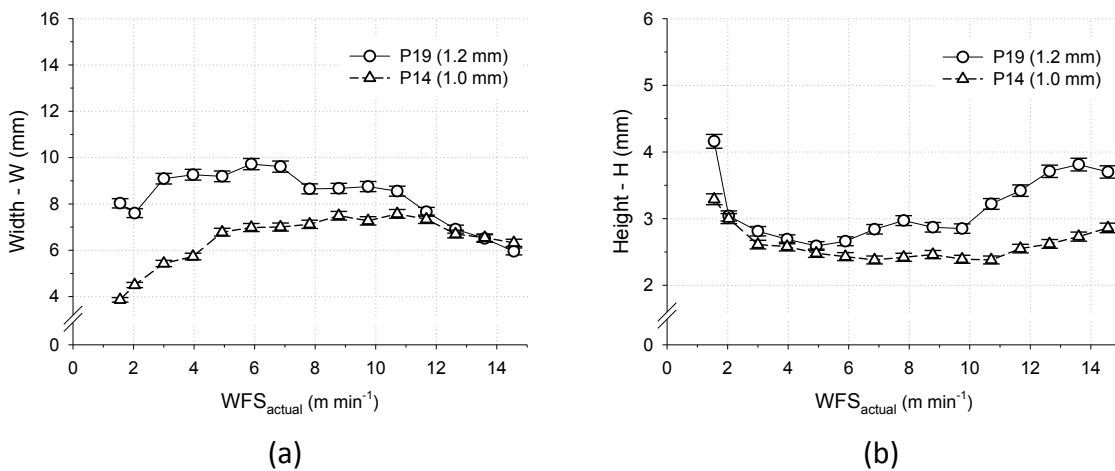 16
14
12
10
8
6
4
0
Width - W (mm)
P19 (1.2 mm)
P14 (1.0 mm)
0 2 4 6 8 10 12 14
WFSactual (m min-1)
(a)
6
5
4
3
2
0
Height - H (mm)
P19 (1.2 mm)
P14 (1.0 mm)
0 2 4 6 8 10 12 14
WFSactual (m min-1)
(b)